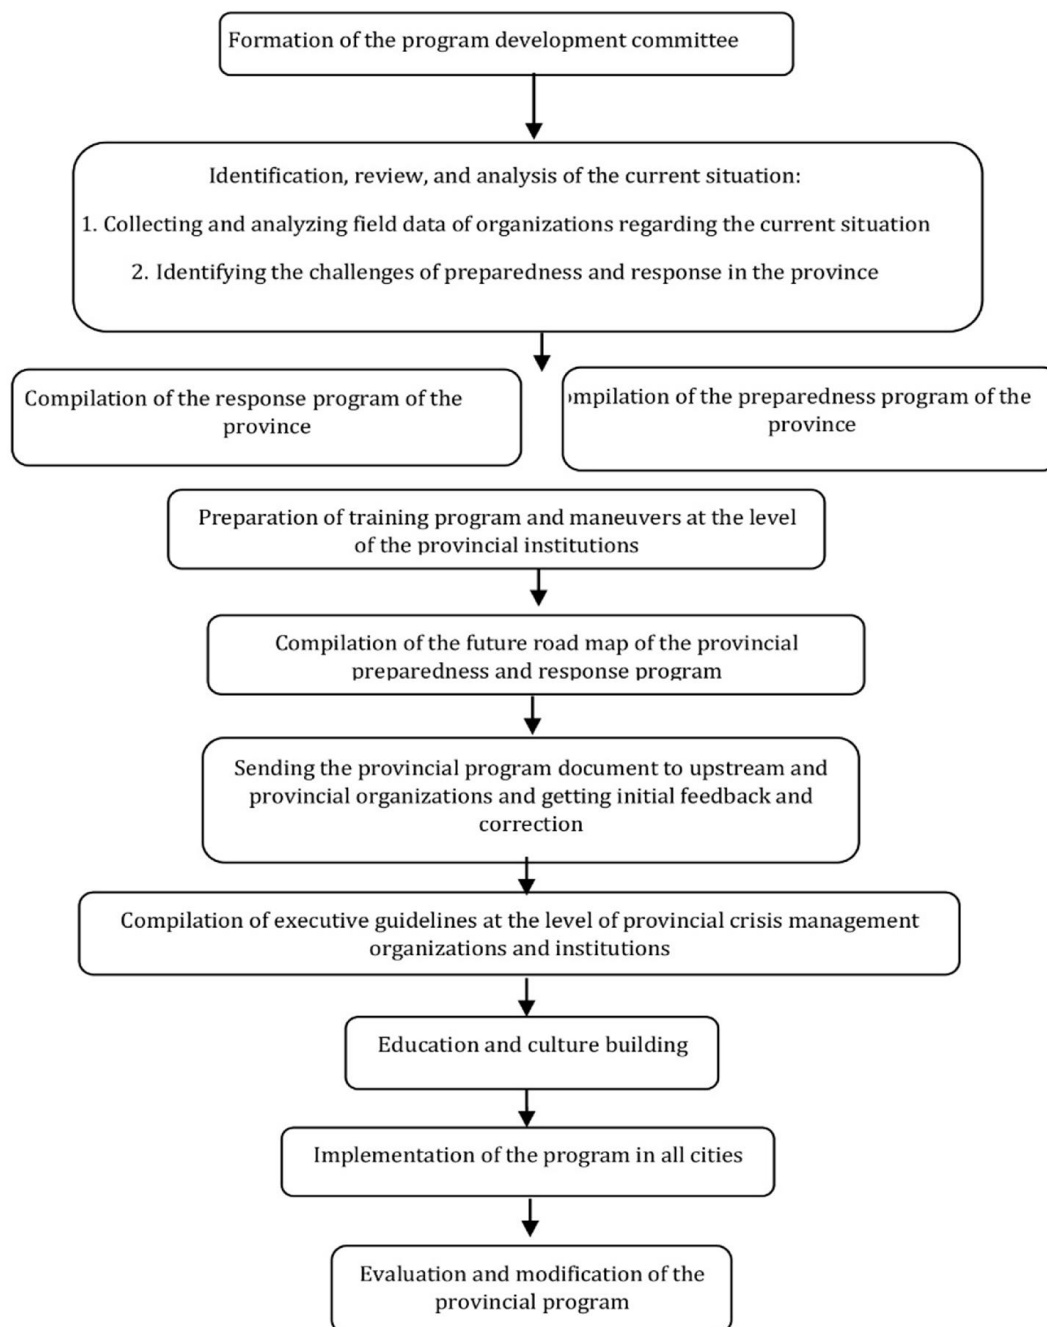 Formation of the program development committee
Identification, review, and analysis of the current situation:
1. Collecting and analyzing field data of organizations regarding the current situation
2. Identifying the challenges of preparedness and response in the province
Compilation of the response program of the
province
ompilation of the preparedness program of the
province
Preparation of training program and maneuvers at the level
of the provincial institutions
Compilation of the future road map of the provincial
preparedness and response program
Sending the provincial program document to upstream and
provincial organizations and getting initial feedback and
correction
Compilation of executive guidelines at the level of provincial crisis management
organizations and institutions
Education and culture building
Implementation of the program in all cities
Evaluation and modification of the
provincial program